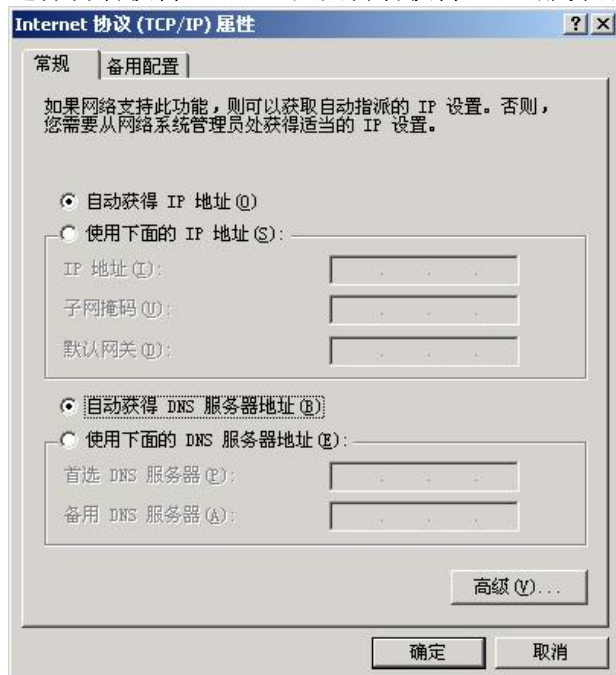 Internet 协议 (TCP/IP) 属性
常规
备用配置
如果网络支持此功能，则可以获取自动指派的 IP 设置。否则，
您需要从网络系统管理员处获得适当的 IP 设置。
自动获得 IP 地址(O)
使用下面的 IP 地址(S):
IP 地址(I):
子网掩码(U):
默认网关(D):
自动获得 DNS 服务器地址(B)
使用下面的 DNS 服务器地址(E):
首选 DNS 服务器(P):
备用 DNS 服务器(A):
高级(V)...
确定
取消